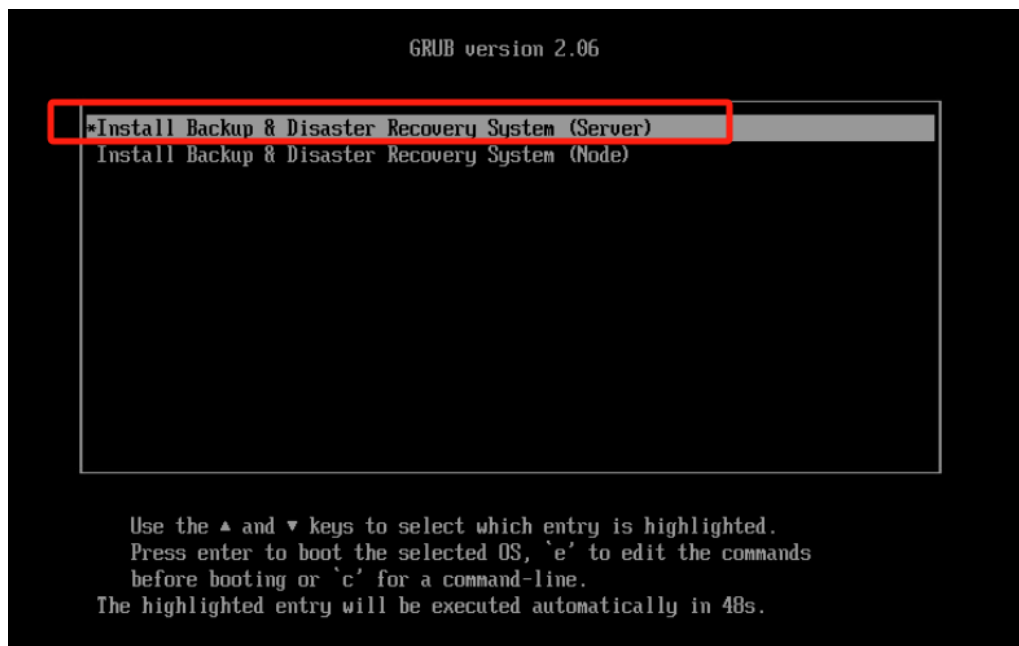 GRUB version 2.06
*Install Backup & Disaster Recovery System (Server)
Install Backup & Disaster Recovery System (Node)
Use the ▲ and ▼ keys to select which entry is highlighted.
Press enter to boot the selected OS, `e' to edit the commands
before booting or `c' for a command-line.
The highlighted entry will be executed automatically in 48s.